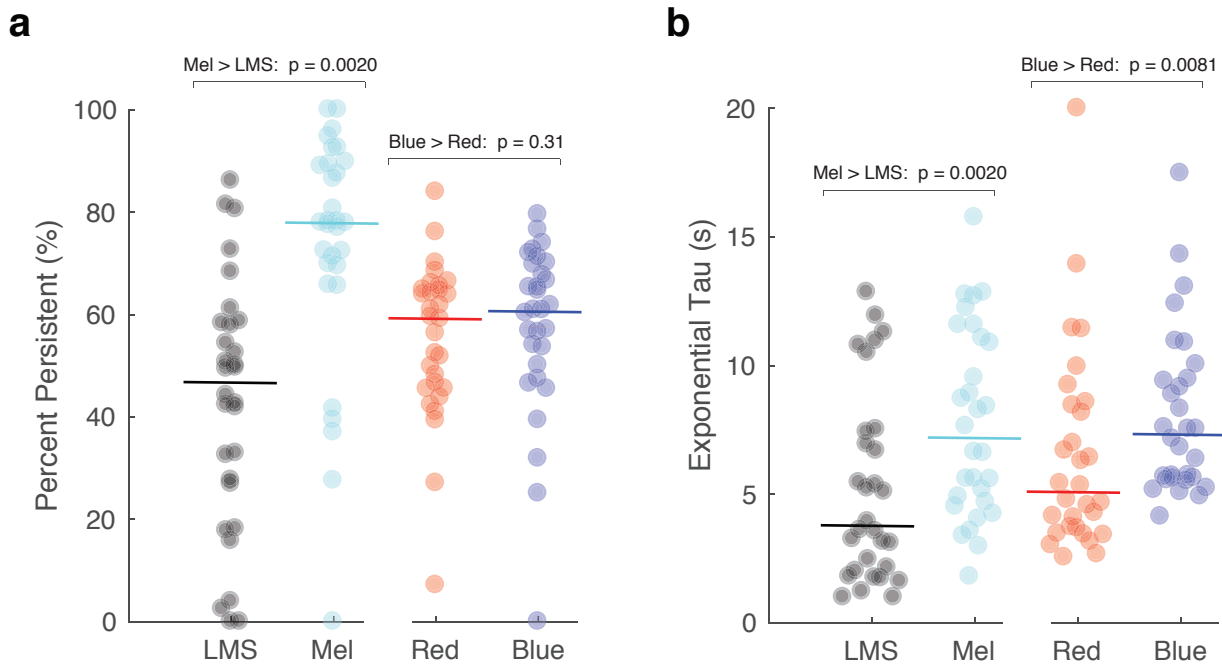 a
Mel > LMS: p = 0.0020
Blue > Red: p = 0.31
Percent Persistent (%)
100
80
60
40
20
0
LMS Mel Red Blue
b
Blue > Red: p = 0.0081
Mel > LMS: p = 0.0020
Exponential Tau (s)
20
15
10
5
0
LMS Mel Red Blue